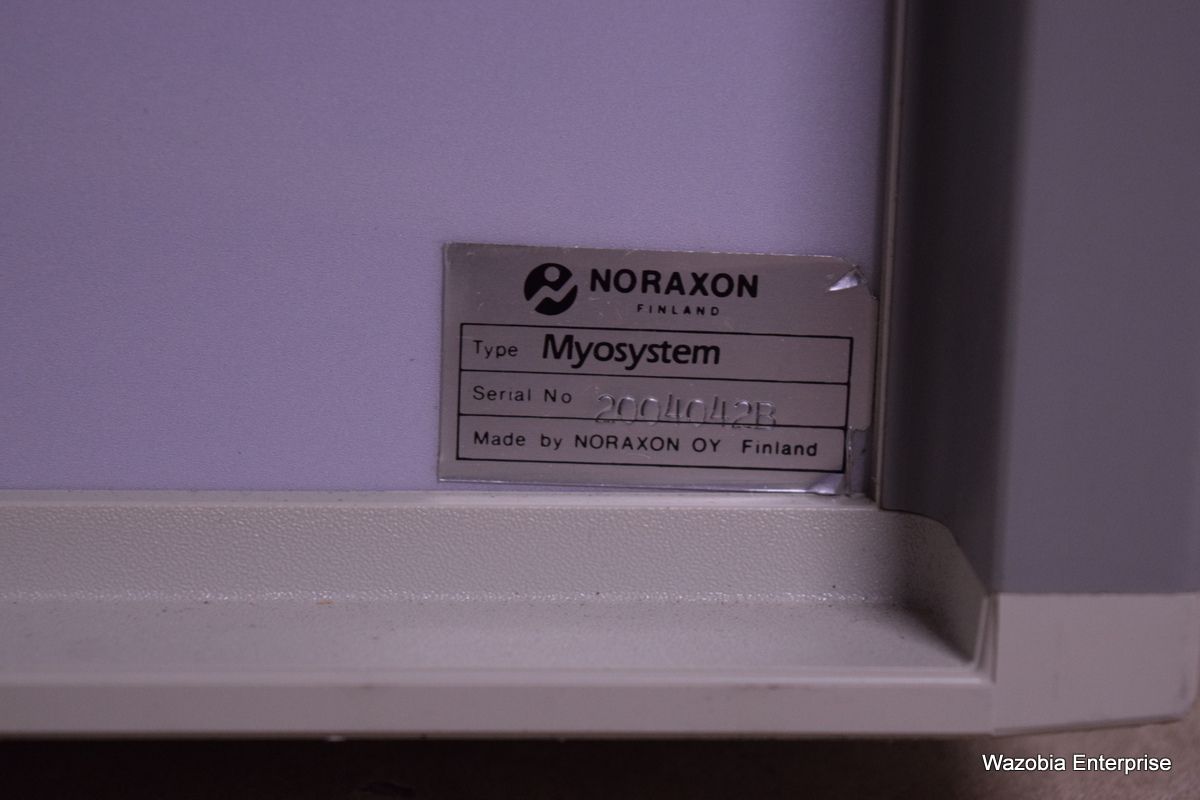 NORAXON
FINLAND
Type Myosystem
Serial No 2004042B
Made by NORAXON OY Finland
Wazobia Enterprise